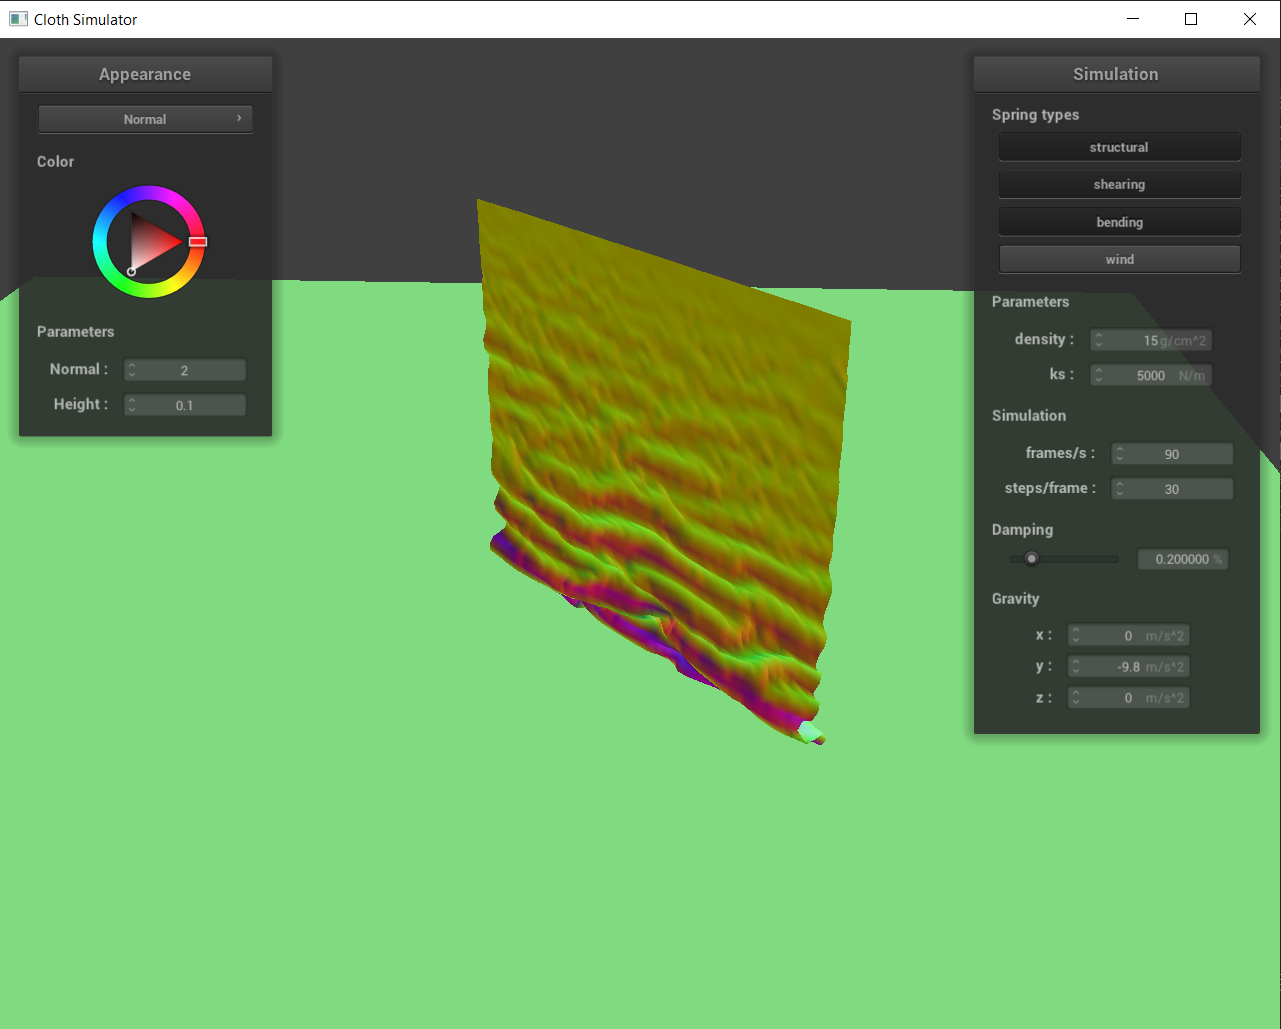 Cloth Simulator
Appearance
Normal
Color
Parameters
Normal : 2
Height : 0.1
Simulation
Spring types
structural
shearing
bending
wind
Parameters
density : 15 g/cm^2
ks : 5000 N/m
Simulation
frames/s : 90
steps/frame : 30
Damping
0.200000 %
Gravity
x : 0 m/s^2
y : -9.8 m/s^2
z : 0 m/s^2